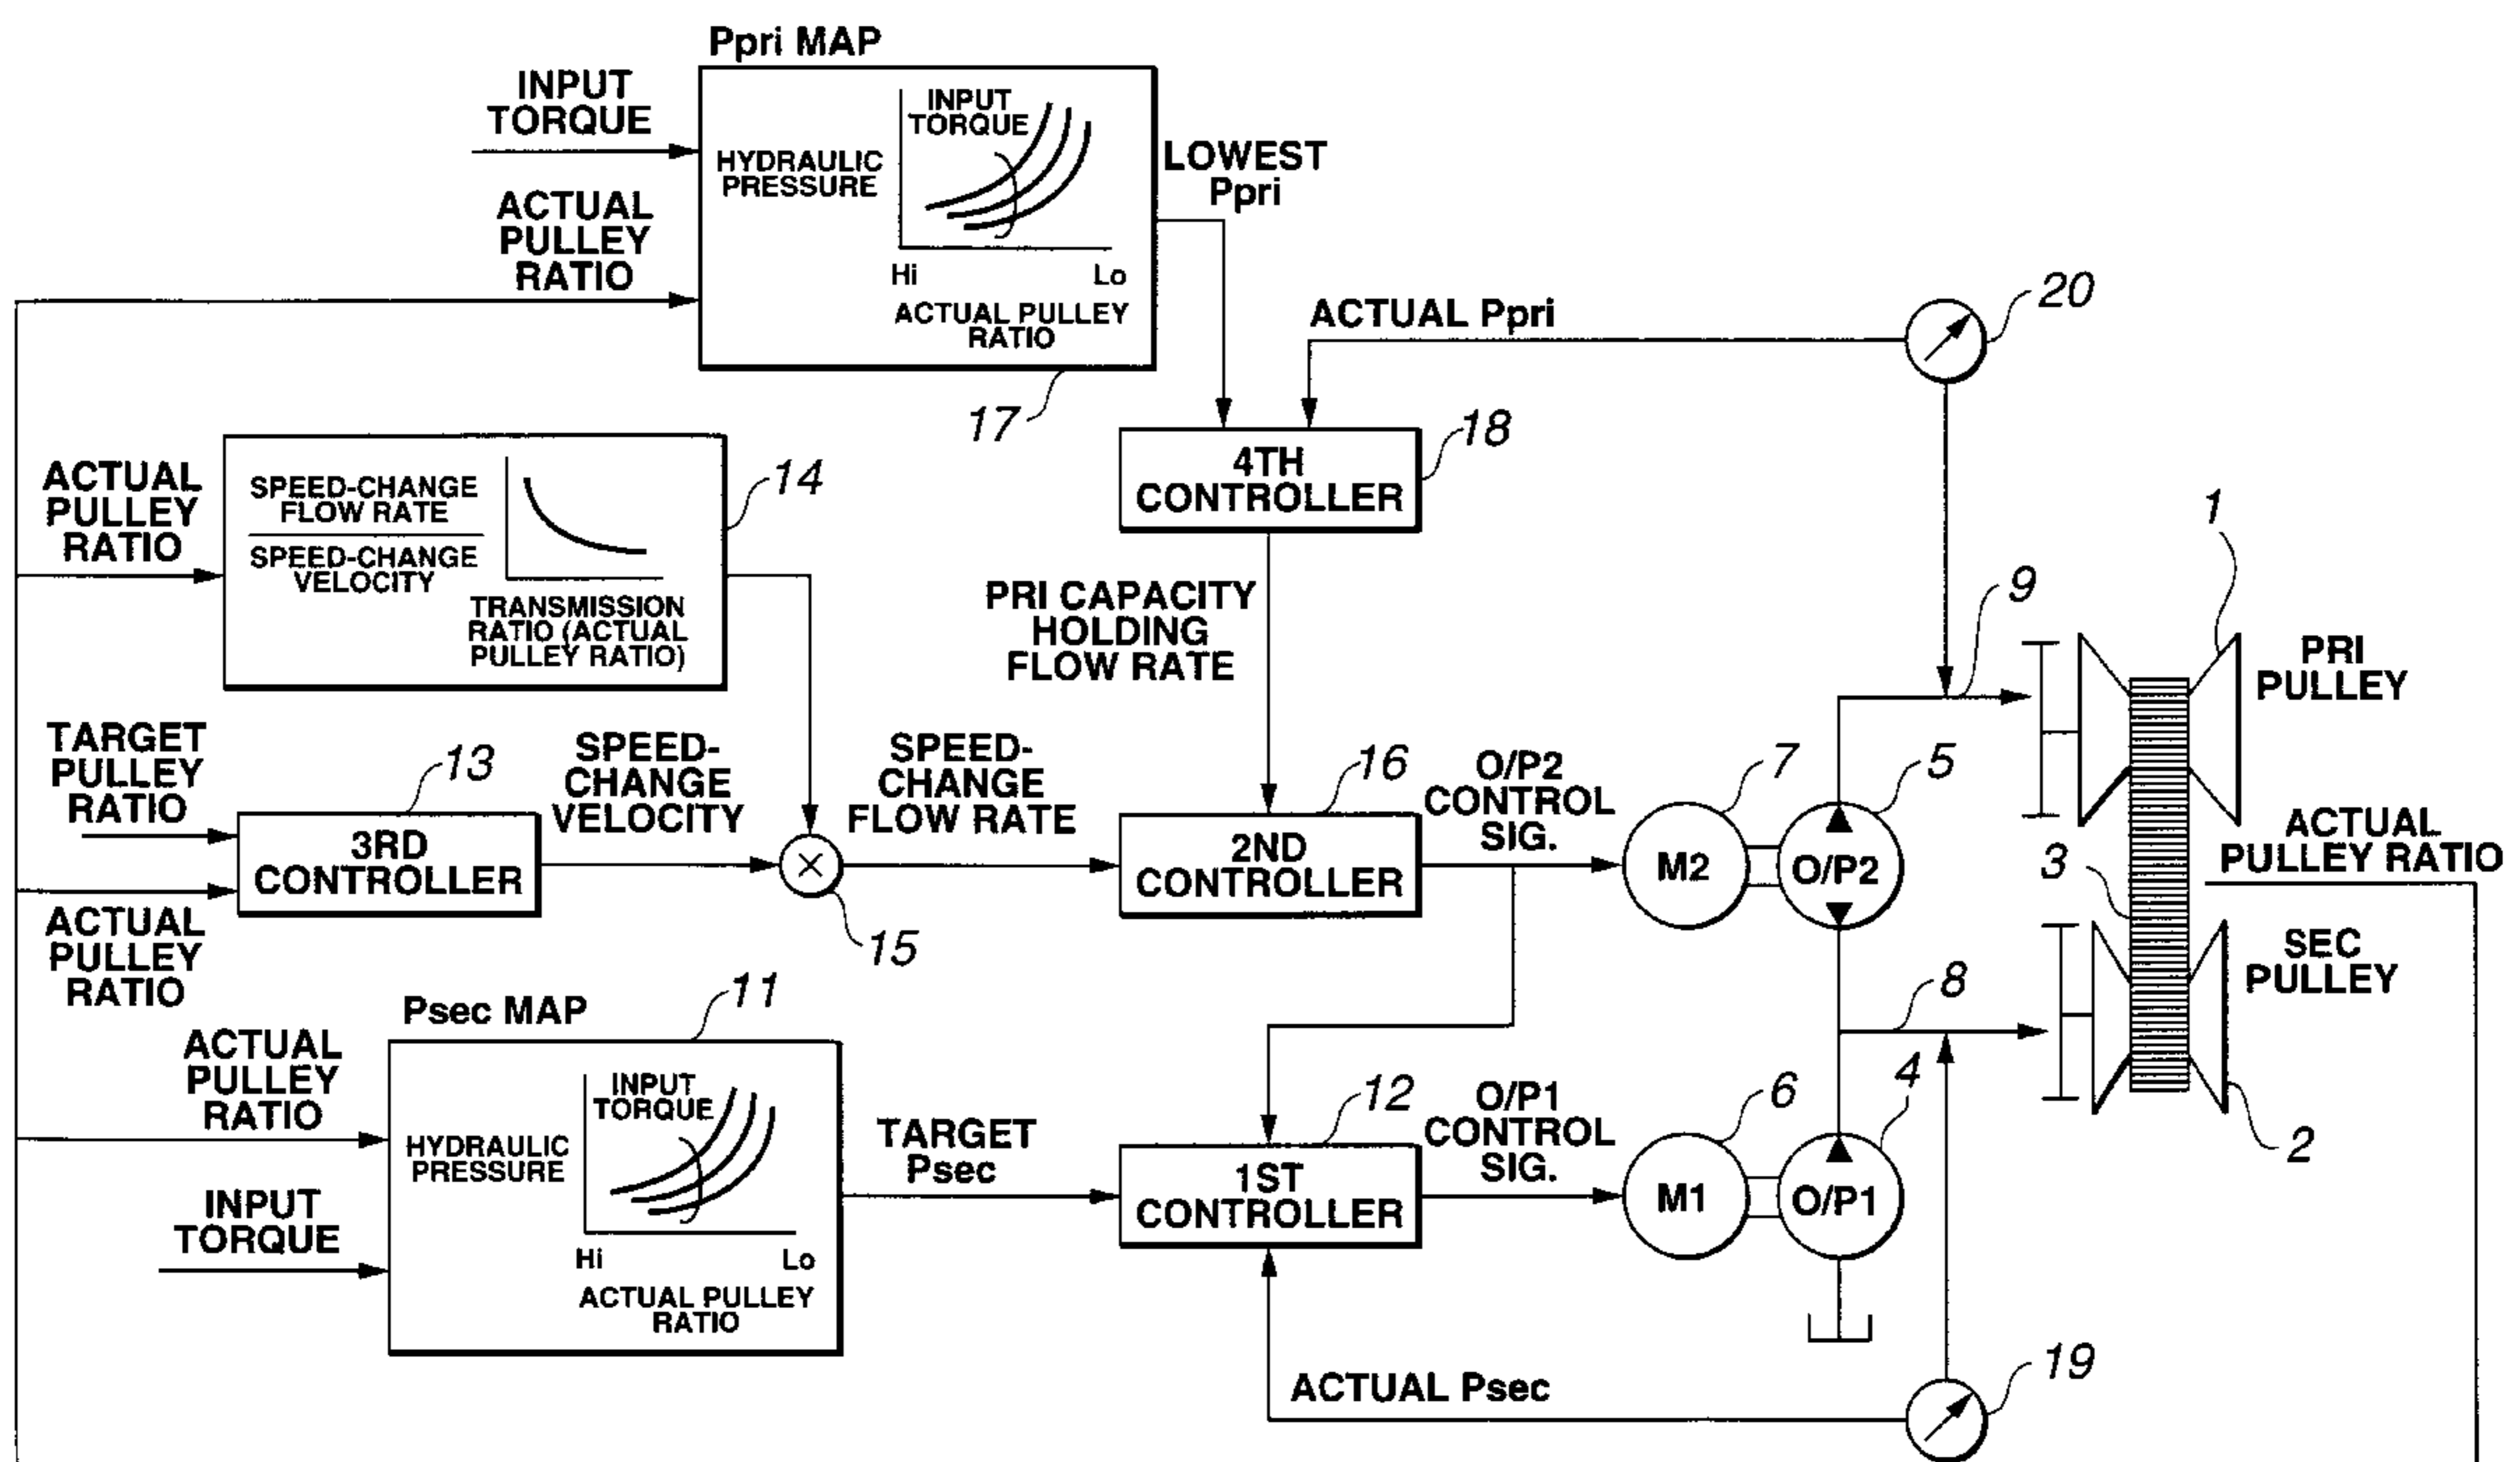 Ppri MAP
INPUT
TORQUE
ACTUAL
PULLEY
RATIO
HYDRAULIC
PRESSURE
INPUT
TORQUE
Hi
Lo
ACTUAL PULLEY
RATIO
17
LOWEST
Ppri
ACTUAL Ppri
20
4TH
CONTROLLER
18
ACTUAL
PULLEY
RATIO
SPEED-CHANGE
FLOW RATE
SPEED-CHANGE
VELOCITY
TRANSMISSION
RATIO (ACTUAL
PULLEY RATIO)
14
PRI CAPACITY
HOLDING
FLOW RATE
9
1
PRI
PULLEY
TARGET
PULLEY
RATIO
13
3RD
CONTROLLER
ACTUAL
PULLEY
RATIO
SPEED-
CHANGE
VELOCITY
15
SPEED-
CHANGE
FLOW RATE
16
2ND
CONTROLLER
O/P2
CONTROL
SIG.
7
M2
5
O/P2
3
ACTUAL
PULLEY RATIO
SEC
PULLEY
8
2
Psec MAP
11
ACTUAL
PULLEY
RATIO
INPUT
TORQUE
HYDRAULIC
PRESSURE
INPUT
TORQUE
Hi
Lo
ACTUAL PULLEY
RATIO
TARGET
Psec
12
1ST
CONTROLLER
O/P1
CONTROL
SIG.
6
M1
4
O/P1
ACTUAL Psec
19